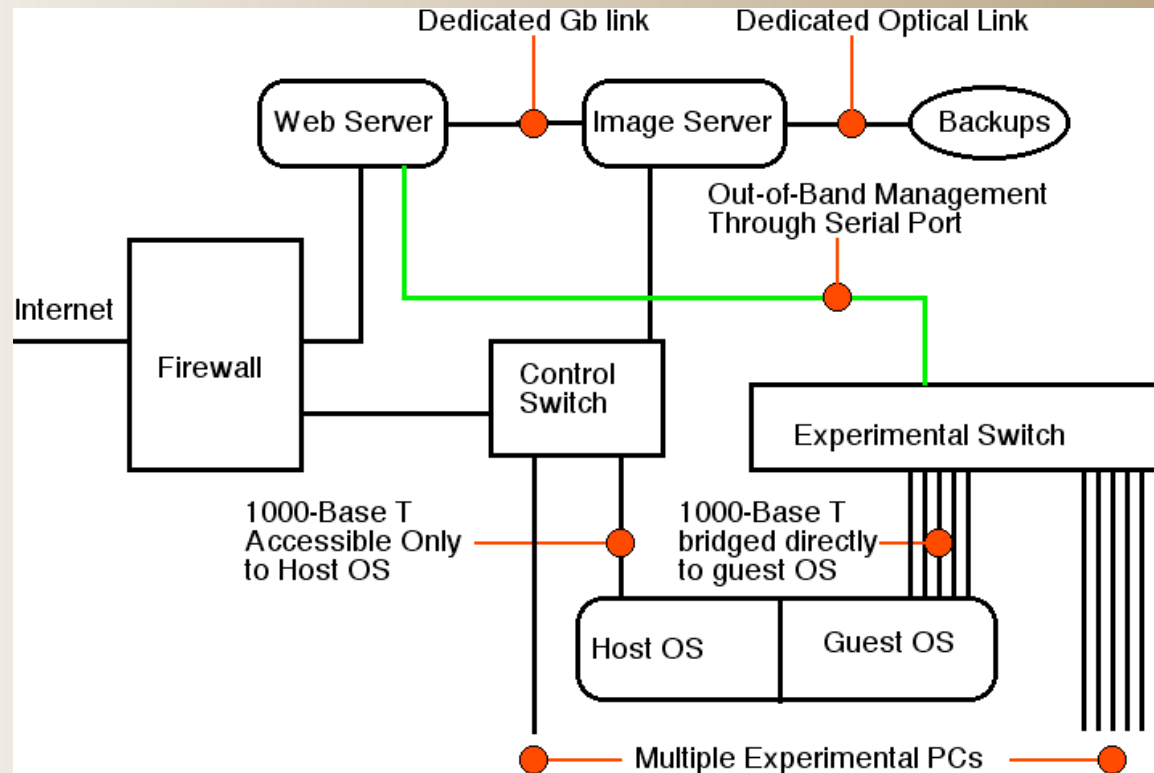 Dedicated Gb link
Dedicated Optical Link
Web Server
Image Server
Backups
Out-of-Band Management
Through Serial Port
Internet
Firewall
Control
Switch
Experimental Switch
1000-Base T
Accessible Only
to Host OS
1000-Base T
bridged directly
to guest OS
Host OS
Guest OS
Multiple Experimental PCs